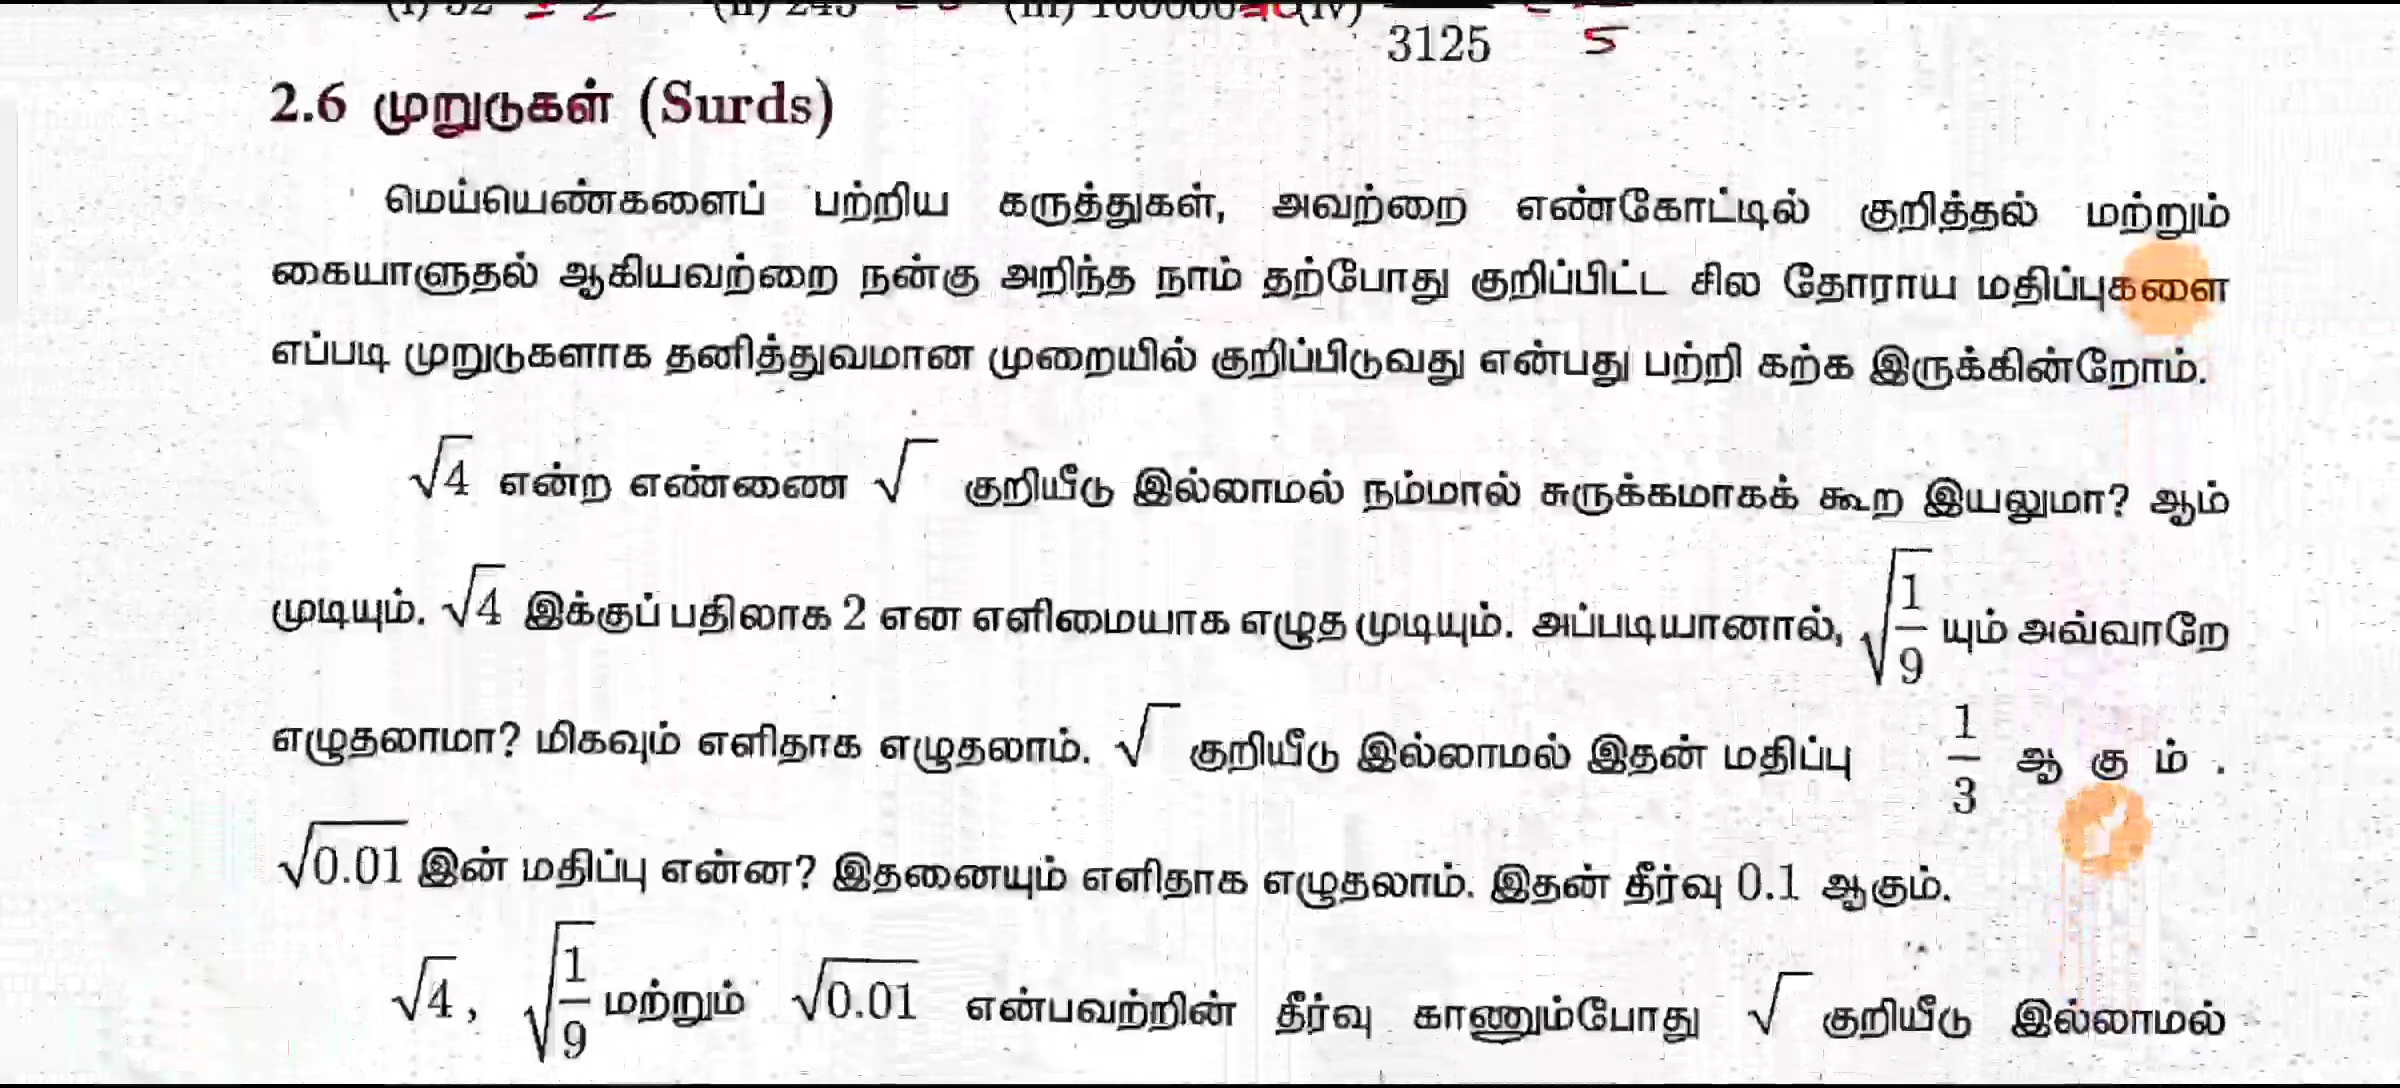 3125 5
2.6 முறுடுகள் (Surds)
மெய்யெண்களைப் பற்றிய கருத்துகள், அவற்றை எண்கோட்டில் குறித்தல் மற்றும்
கையாளுதல் ஆகியவற்றை நன்கு அறிந்த நாம் தற்போது குறிப்பிட்ட சில தோராய மதிப்புகளை
எப்படி முறுடுகளாக தனித்துவமான முறையில் குறிப்பிடுவது என்பது பற்றி கற்க இருக்கின்றோம்.
√4 என்ற எண்ணை √ குறியீடு இல்லாமல் நம்மால் சுருக்கமாகக் கூற இயலுமா? ஆம்
முடியும். √4 இக்குப் பதிலாக 2 என எளிமையாக எழுத முடியும். அப்படியானால், √(1/9) யும் அவ்வாறே
எழுதலாமா? மிகவும் எளிதாக எழுதலாம். √ குறியீடு இல்லாமல் இதன் மதிப்பு 1/3 ஆ கு ம் .
√0.01 இன் மதிப்பு என்ன? இதனையும் எளிதாக எழுதலாம். இதன் தீர்வு 0.1 ஆகும்.
√4 , √(1/9) மற்றும் √0.01 என்பவற்றின் தீர்வு காணும்போது √ குறியீடு இல்லாமல்